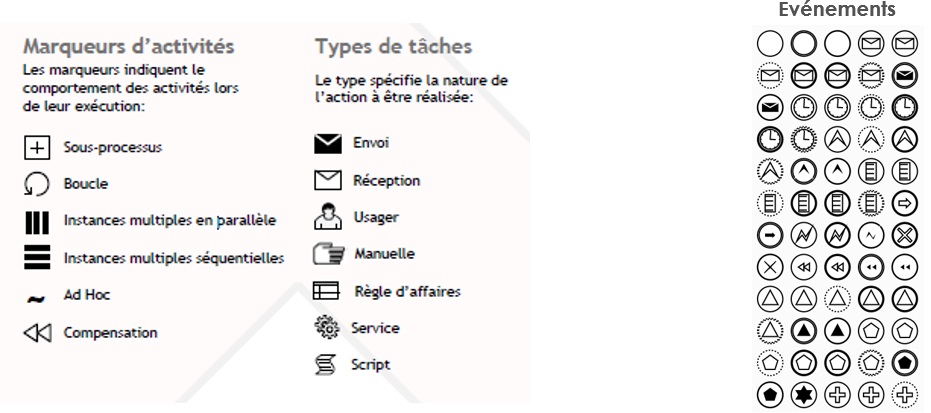 Evénements
Marqueurs d'activités
Les marqueurs indiquent le
comportement des activités lors
de leur exécution:
Sous-processus
Boucle
Instances multiples en parallèle
Instances multiples séquentielles
Ad Hoc
Compensation
Types de tâches
Le type spécifie la nature de
l'action à être réalisée:
Envoi
Réception
Usager
Manuelle
Règle d'affaires
Service
Script